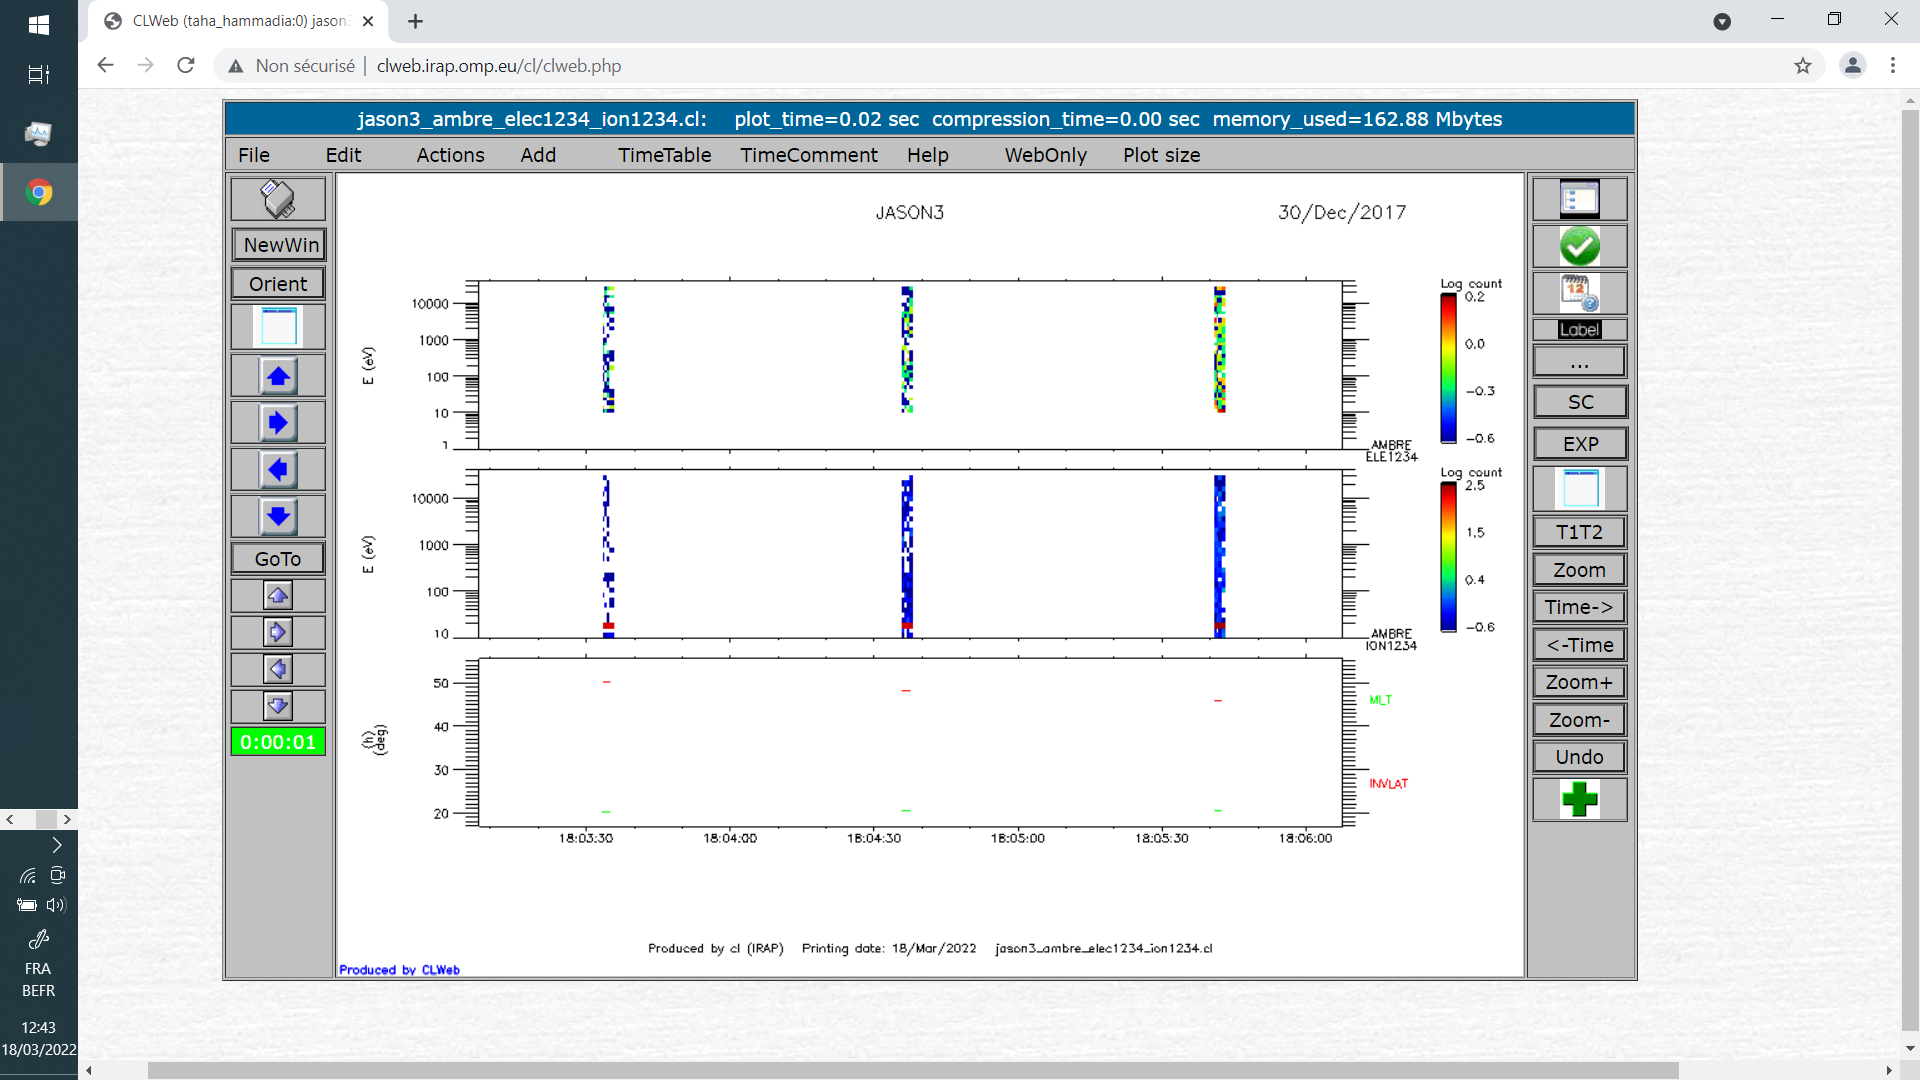 CLWeb (taha_hammadia:0) jason3
Non sécurisé | clweb.irap.omp.eu/cl/clweb.php
jason3_ambre_elec1234_ion1234.cl: plot_time=0.02 sec compression_time=0.00 sec memory_used=162.88 Mbytes
File Edit Actions Add TimeTable TimeComment Help WebOnly Plot size
NewWin
Orient
GoTo
0:00:01
JASON3 30/Dec/2017
Log count
10000
1000
100
10
1
E (eV)
0.2
0.0
-0.3
-0.6
AMBRE
ELE1234
Log count
10000
1000
100
10
E (eV)
2.5
1.5
0.4
-0.6
AMBRE
ION1234
50
40
30
20
(h)
(deg)
MLT
INVLAT
18:03:30 18:04:00 18:04:30 18:05:00 18:05:30 18:06:00
Produced by cl (IRAP) Printing date: 18/Mar/2022 jason3_ambre_elec1234_ion1234.cl
Produced by CLWeb
12
Label
...
SC
EXP
T1T2
Zoom
Time->
<-Time
Zoom+
Zoom-
Undo
FRA
BEFR
12:43
18/03/2022